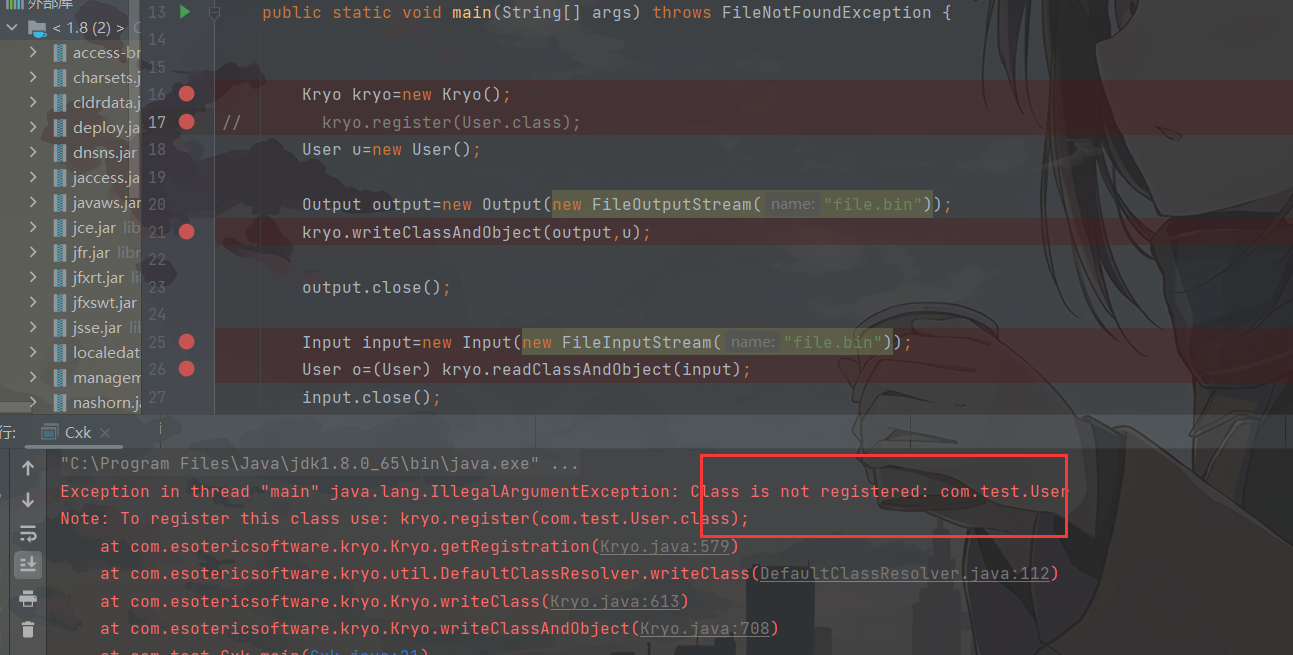 外部库
< 1.8 (2) >
access-br
charsets.j
cldrdata.j
deploy.ja
dnsns.jar
jaccess.ja
javaws.jar
jce.jar lib
jfr.jar libr
jfxrt.jar li
jfxswt.jar
jsse.jar lib
localedat
managem
nashorn.j
13 public static void main(String[] args) throws FileNotFoundException {
14
15
16 Kryo kryo=new Kryo();
17 // kryo.register(User.class);
18 User u=new User();
19
20 Output output=new Output(new FileOutputStream( name: "file.bin"));
21 kryo.writeClassAndObject(output,u);
22
23 output.close();
24
25 Input input=new Input(new FileInputStream( name: "file.bin"));
26 User o=(User) kryo.readClassAndObject(input);
27 input.close();
行: Cxk
"C:\Program Files\Java\jdk1.8.0_65\bin\java.exe" ...
Exception in thread "main" java.lang.IllegalArgumentException: Class is not registered: com.test.User
Note: To register this class use: kryo.register(com.test.User.class);
at com.esotericsoftware.kryo.Kryo.getRegistration(Kryo.java:579)
at com.esotericsoftware.kryo.util.DefaultClassResolver.writeClass(DefaultClassResolver.java:112)
at com.esotericsoftware.kryo.Kryo.writeClass(Kryo.java:613)
at com.esotericsoftware.kryo.Kryo.writeClassAndObject(Kryo.java:708)
at com.test.Cxk.main(Cxk.java:21)